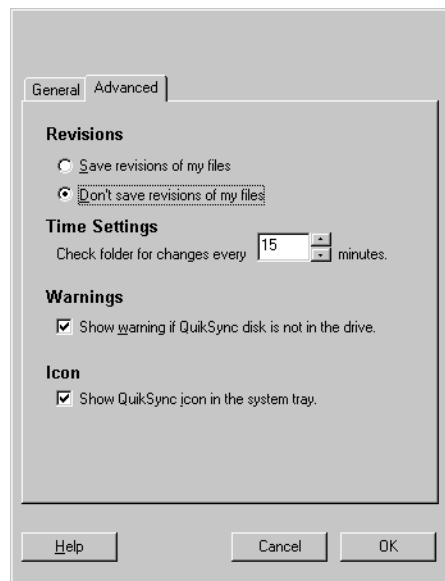 General Advanced
Revisions
Save revisions of my files
Don't save revisions of my files
Time Settings
Check folder for changes every 15 minutes.
Warnings
Show warning if QuikSync disk is not in the drive.
Icon
Show QuikSync icon in the system tray.
Help Cancel OK